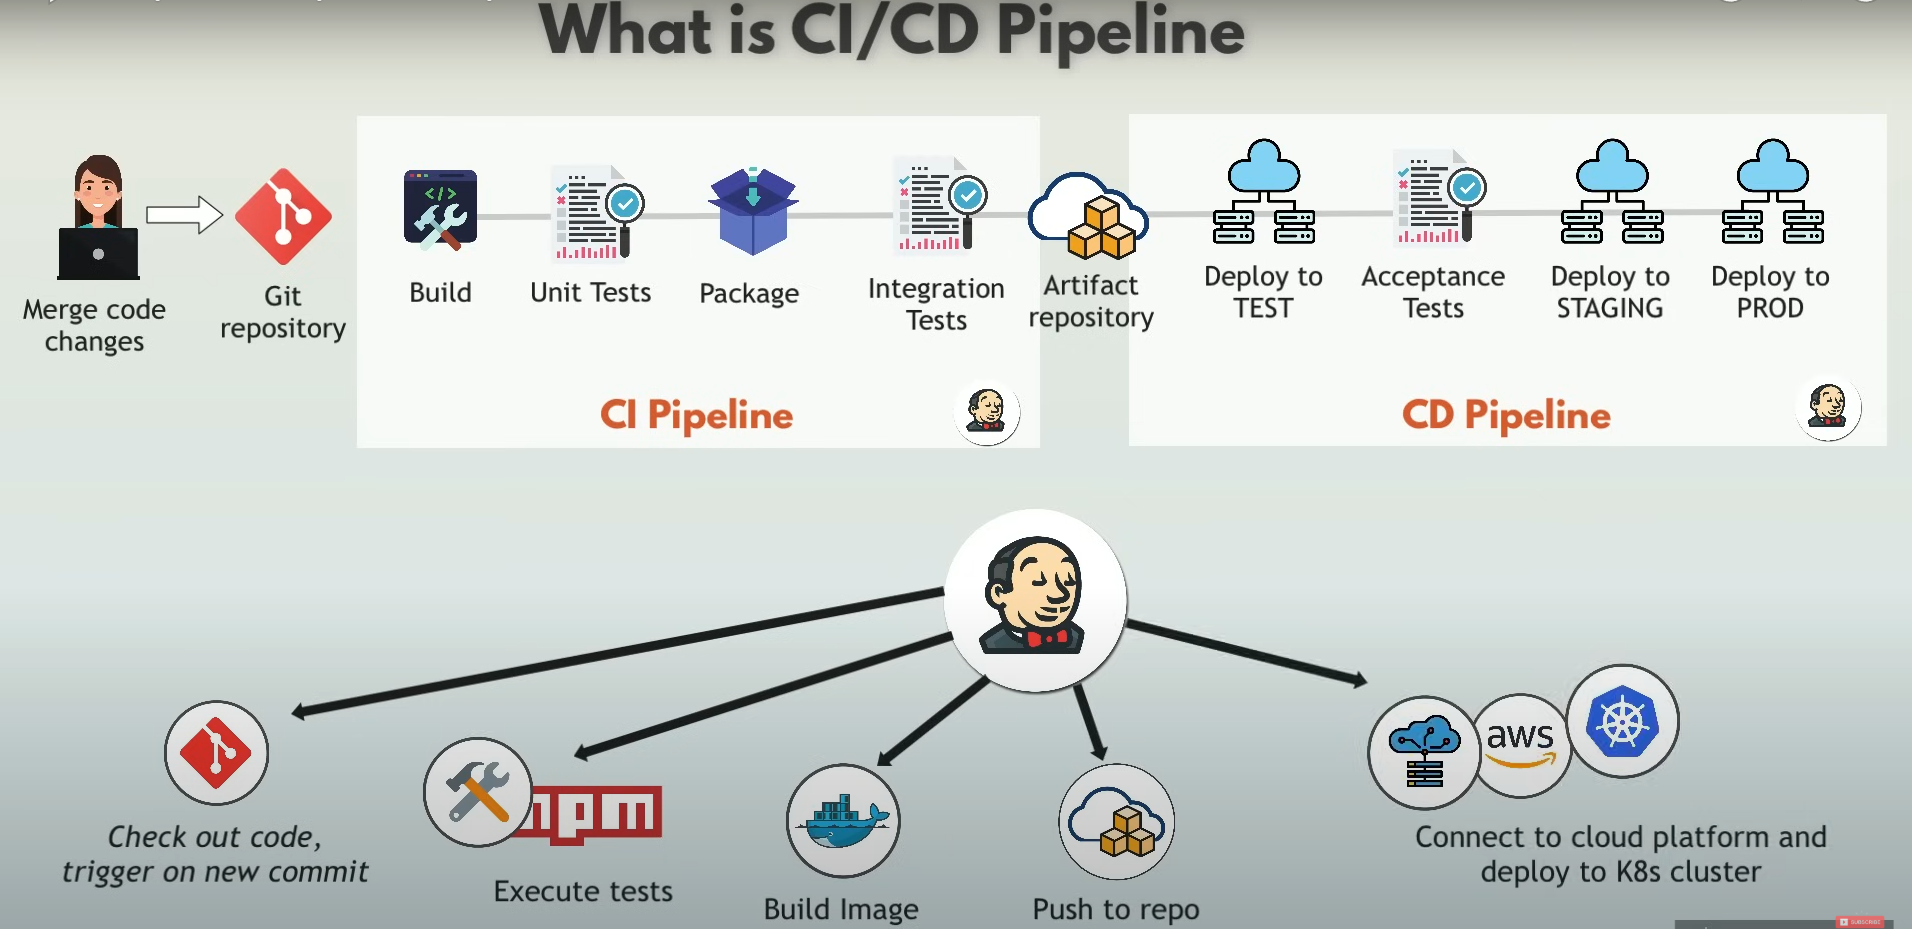 What is CI/CD Pipeline
Merge code
changes
Git
repository
Build
Unit Tests
Package
Integration
Tests
CI Pipeline
Artifact
repository
Deploy to
TEST
Acceptance
Tests
Deploy to
STAGING
Deploy to
PROD
CD Pipeline
Check out code,
trigger on new commit
npm
Execute tests
Build Image
Push to repo
aws
Connect to cloud platform and
deploy to K8s cluster
SUBSCRIBE